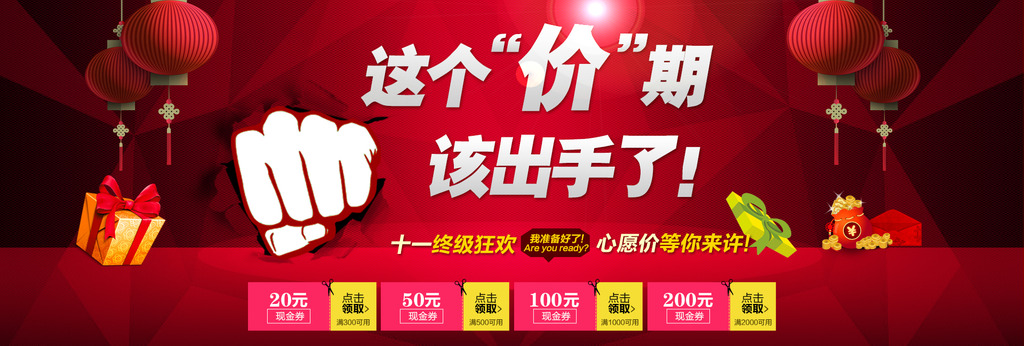 这个“价”期
该出手了!
十一终级狂欢 我准备好了! 心愿价等你来许!
Are you ready?
20元 现金券 点击领取> 满300可用
50元 现金券 点击领取> 满500可用
100元 现金券 点击领取> 满1000可用
200元 现金券 点击领取> 满2000可用
¥